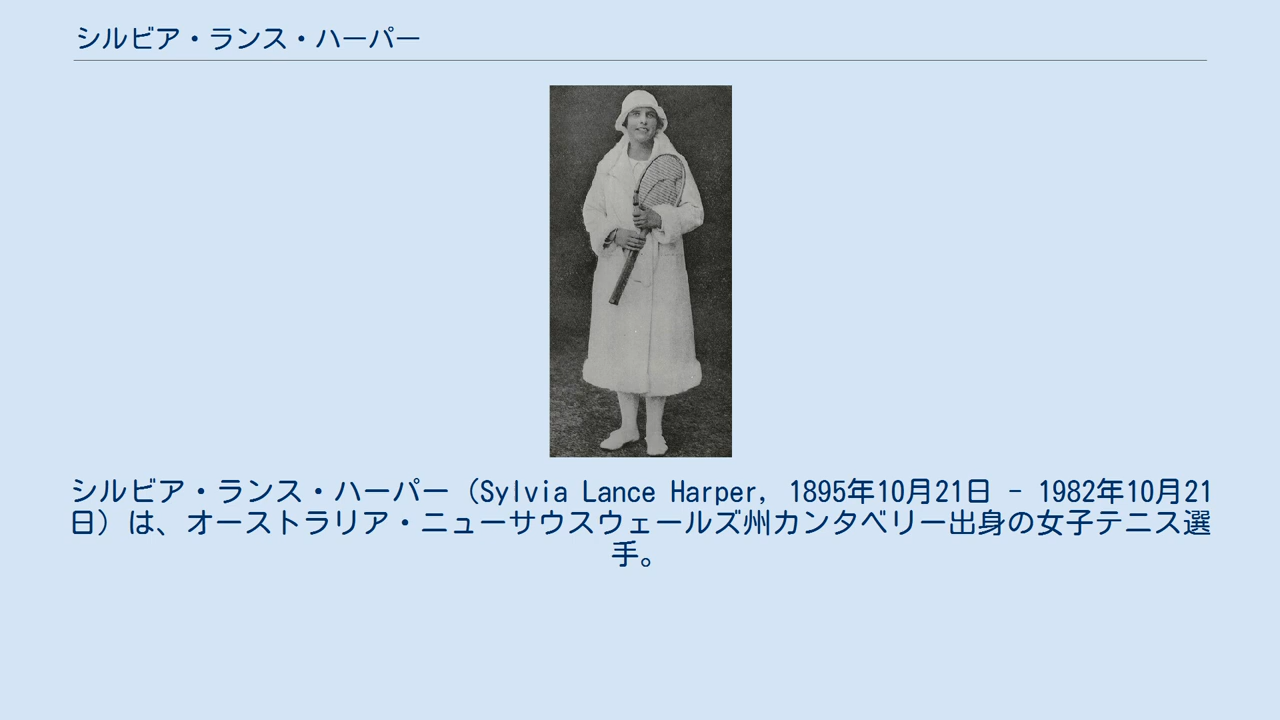 シルビア・ランス・ハーパー
シルビア・ランス・ハーパー（Sylvia Lance Harper, 1895年10月21日 - 1982年10月21
日）は、オーストラリア・ニューサウスウェールズ州カンタベリー出身の女子テニス選
手。